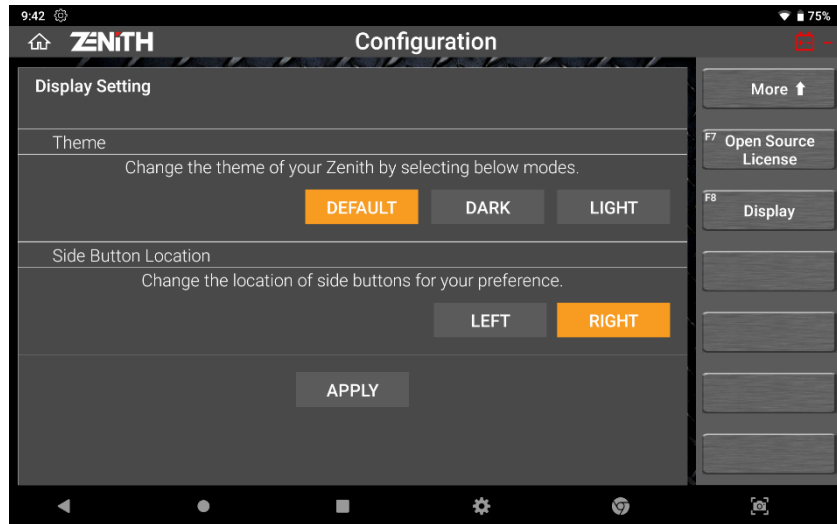 9:42
75%
ZENITH
Configuration
Display Setting
Theme
Change the theme of your Zenith by selecting below modes.
DEFAULT
DARK
LIGHT
Side Button Location
Change the location of side buttons for your preference.
LEFT
RIGHT
APPLY
More
F7 Open Source
License
F8 Display